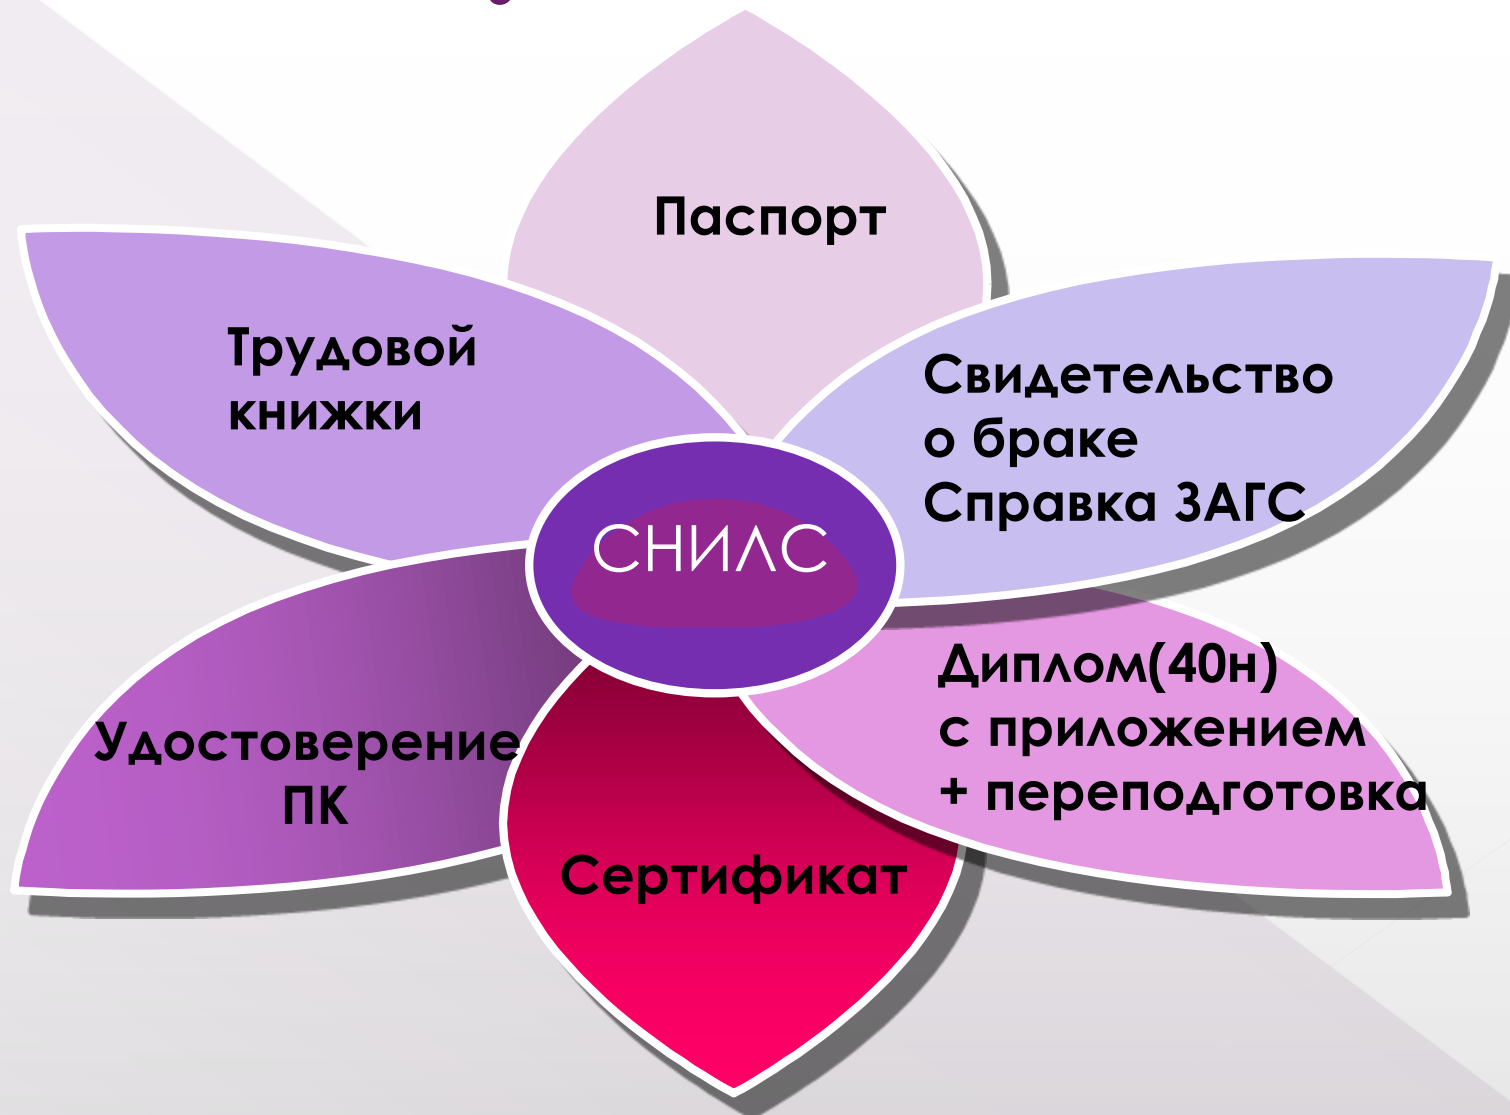 Паспорт
Трудовой
книжки
Свидетельство
о браке
Справка ЗАГС
СНИЛС
Диплом(40н)
с приложением
+ переподготовка
Удостоверение
ПК
Сертификат